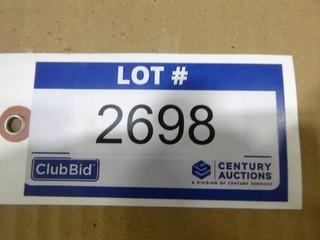 LOT #
2698
ClubBid
CENTURY
AUCTIONS
A DIVISION OF CENTURY SERVICES